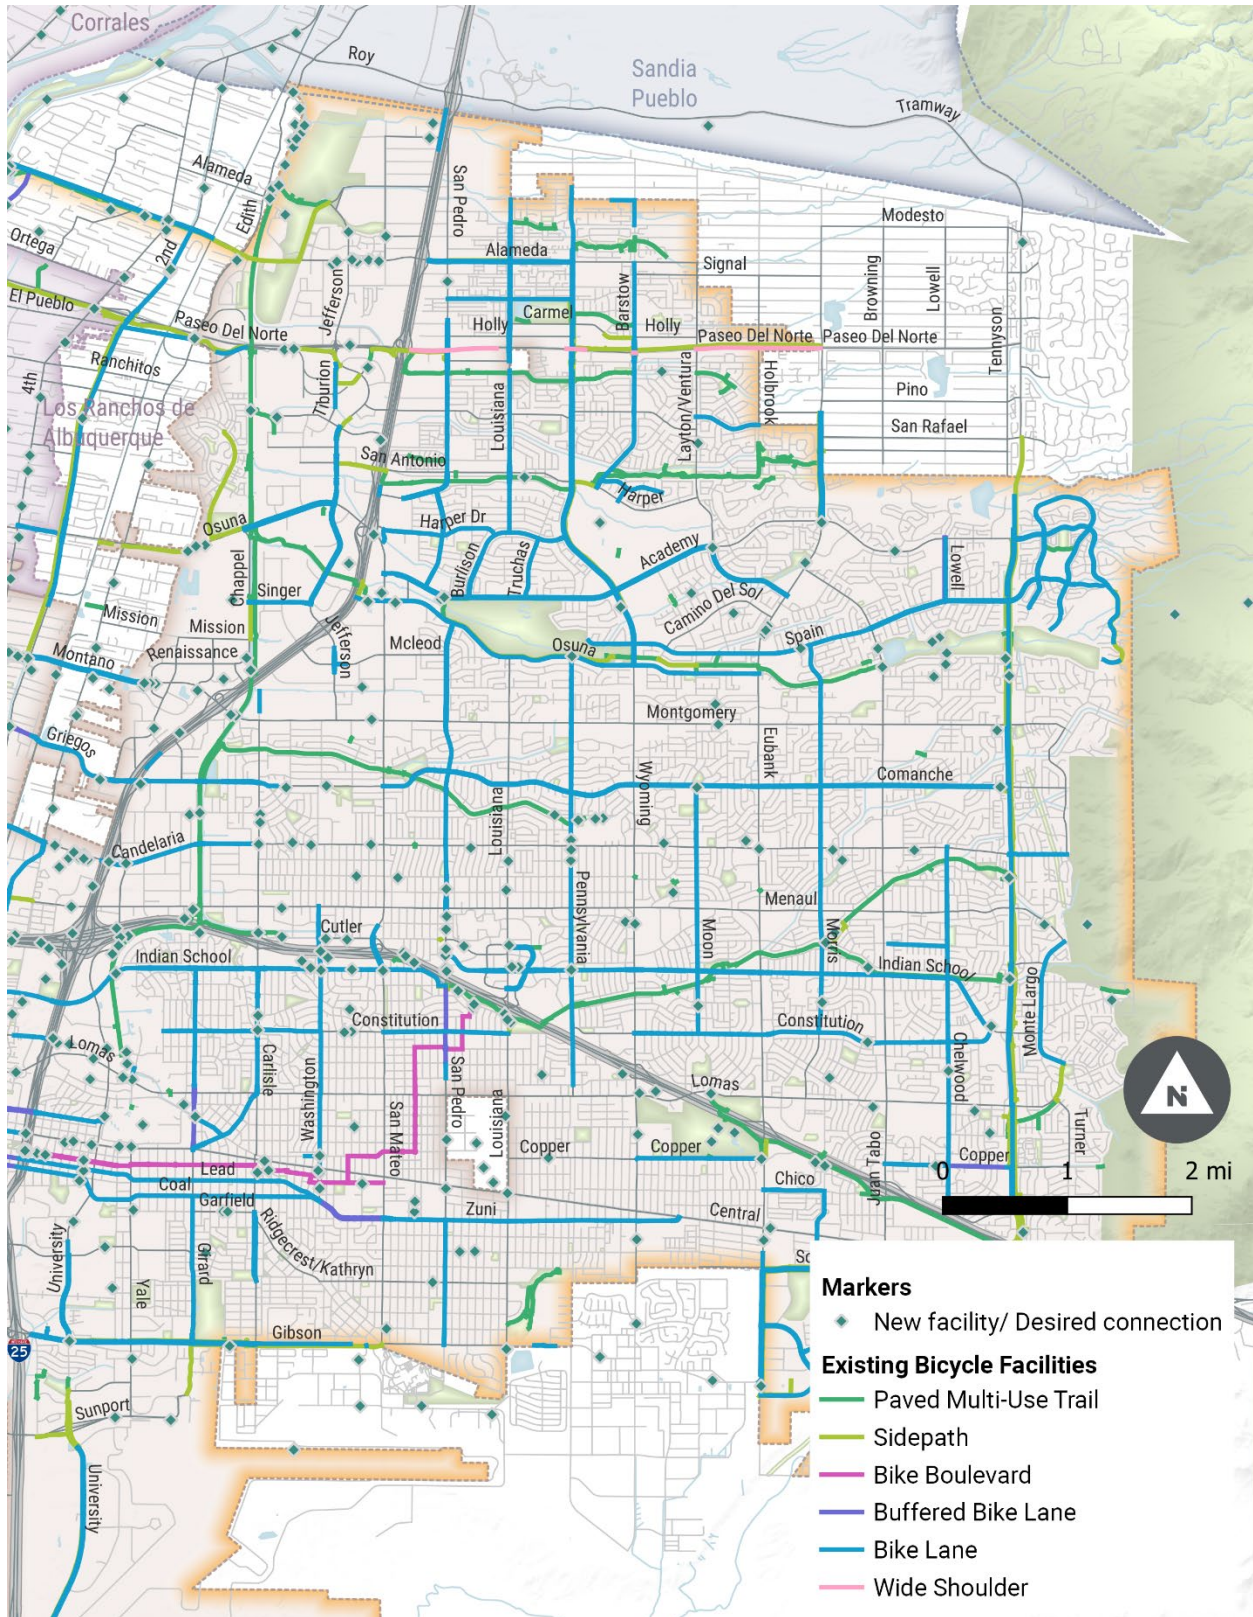 Corrales
Roy
Sandia
Pueblo
Tramway
Alameda
San Pedro
Edith
Modesto
Ortega
2nd
Alameda
Signal
Browning
Lowell
Jefferson
Barstow
El Pueblo
Paseo Del Norte
Carmel
Holly
Holly
Paseo Del Norte
Paseo Del Norte
Tennyson
Ranchitos
4th
Tiburion
Louisiana
Layton/Ventura
Holbrook
Pino
Los Ranchos de
Albuquerque
San Rafael
San Antonio
Harper
Osuna
Harper Dr
Academy
Burlison
Truchas
Lowell
Chappel
Singer
Camino Del Sol
Mission
Mission
Jefferson
Mcleod
Osuna
Spain
Montano
Renaissance
Montgomery
Griegos
Eubank
Comanche
Wyoming
Louisiana
Candelaria
Pennsylvania
Menaul
Cutler
Moon
Morris
Indian School
Indian School
Monte Largo
Constitution
Constitution
Lomas
Carlisle
Washington
San Pedro
Lomas
Chelwood
N
San Mateo
Louisiana
Copper
Copper
Juan Tabo
Copper
Turner
Lead
Coal
Garfield
Chico
0 1 2 mi
Zuni
Central
University
Yale
Girard
Ridgecrest/Kathryn
So
Gibson
25
Sunport
University
Markers
New facility/ Desired connection
Existing Bicycle Facilities
Paved Multi-Use Trail
Sidepath
Bike Boulevard
Buffered Bike Lane
Bike Lane
Wide Shoulder